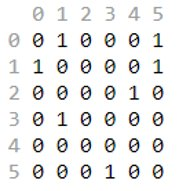 0 1 2 3 4 5
0 0 1 0 0 0 1
1 1 0 0 0 0 1
2 0 0 0 0 1 0
3 0 1 0 0 0 0
4 0 0 0 0 0 0
5 0 0 0 1 0 0